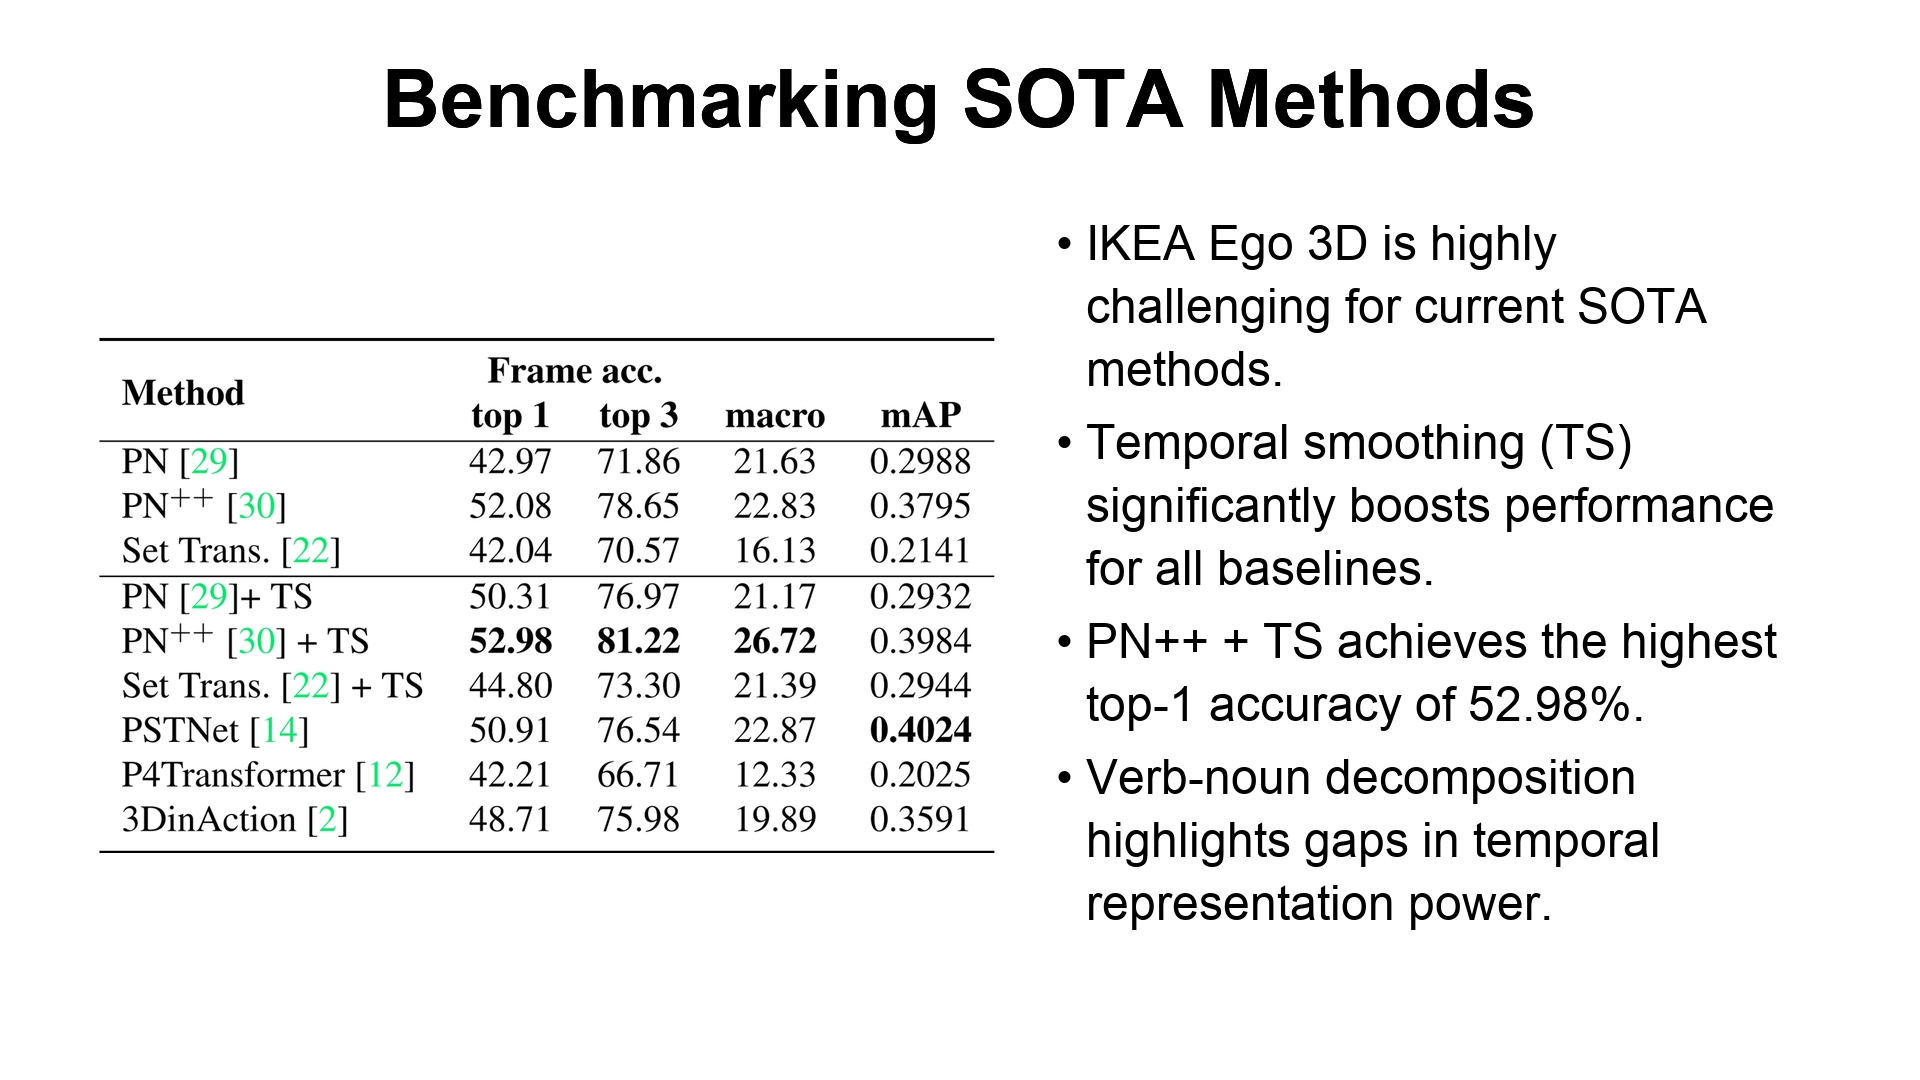 Benchmarking SOTA Methods
Method Frame acc. macro mAP
top 1 top 3
PN [29] 42.97 71.86 21.63 0.2988
PN++ [30] 52.08 78.65 22.83 0.3795
Set Trans. [22] 42.04 70.57 16.13 0.2141
PN [29]+ TS 50.31 76.97 21.17 0.2932
PN++ [30] + TS 52.98 81.22 26.72 0.3984
Set Trans. [22] + TS 44.80 73.30 21.39 0.2944
PSTNet [14] 50.91 76.54 22.87 0.4024
P4Transformer [12] 42.21 66.71 12.33 0.2025
3DinAction [2] 48.71 75.98 19.89 0.3591
• IKEA Ego 3D is highly
challenging for current SOTA
methods.
• Temporal smoothing (TS)
significantly boosts performance
for all baselines.
• PN++ + TS achieves the highest
top-1 accuracy of 52.98%.
• Verb-noun decomposition
highlights gaps in temporal
representation power.